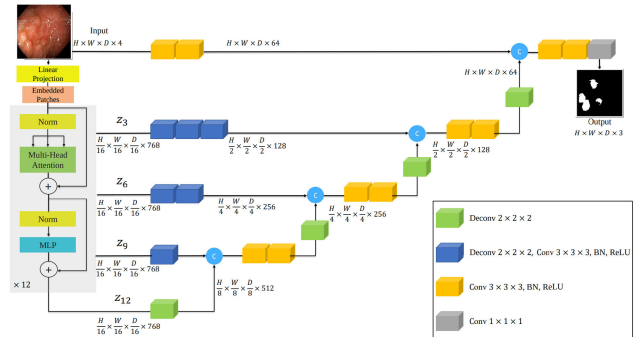 Input
H × W × D × 4
H × W × D × 64
C
Linear
Projection
Embedded
Patches
H × W × D × 64
Output
H × W × D × 3
Norm
Multi-Head
Attention
+
Norm
MLP
+
× 12
z3
H/16 × W/16 × D/16 × 768
H/2 × W/2 × D/2 × 128
C
H/2 × W/2 × D/2 × 128
z6
H/16 × W/16 × D/16 × 768
H/4 × W/4 × D/4 × 256
C
H/4 × W/4 × D/4 × 256
z9
H/16 × W/16 × D/16 × 768
C
H/8 × W/8 × D/8 × 512
z12
H/16 × W/16 × D/16 × 768
Deconv 2 × 2 × 2
Deconv 2 × 2 × 2, Conv 3 × 3 × 3, BN, ReLU
Conv 3 × 3 × 3, BN, ReLU
Conv 1 × 1 × 1